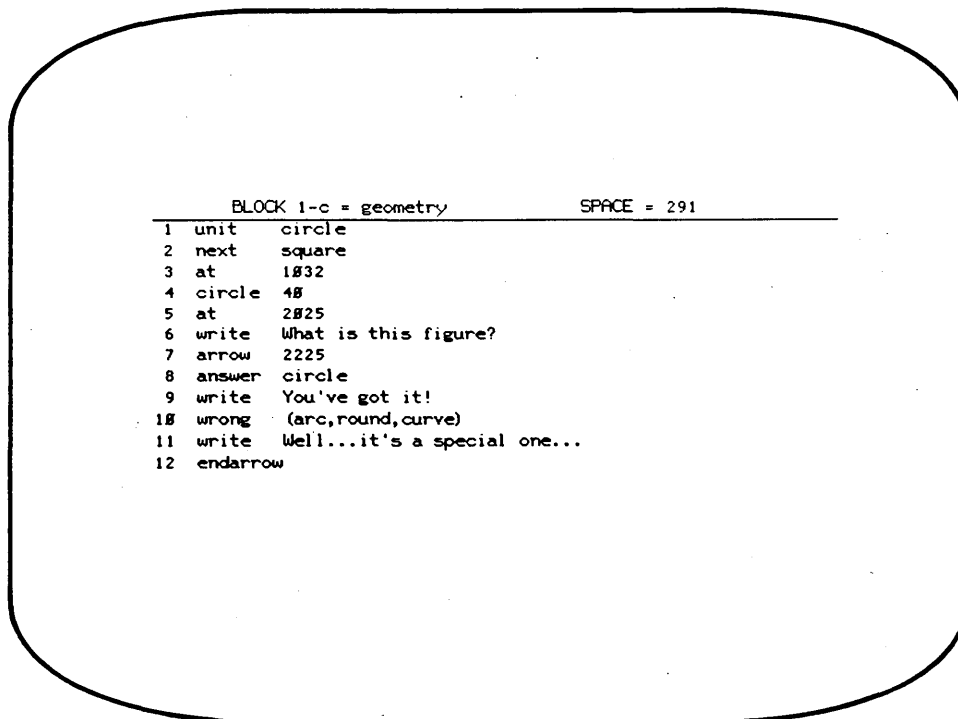 BLOCK 1-c = geometry SPACE = 291
1 unit circle
2 next square
3 at 1032
4 circle 40
5 at 2025
6 write What is this figure?
7 arrow 2225
8 answer circle
9 write You've got it!
10 wrong (arc,round,curve)
11 write Well...it's a special one...
12 endarrow